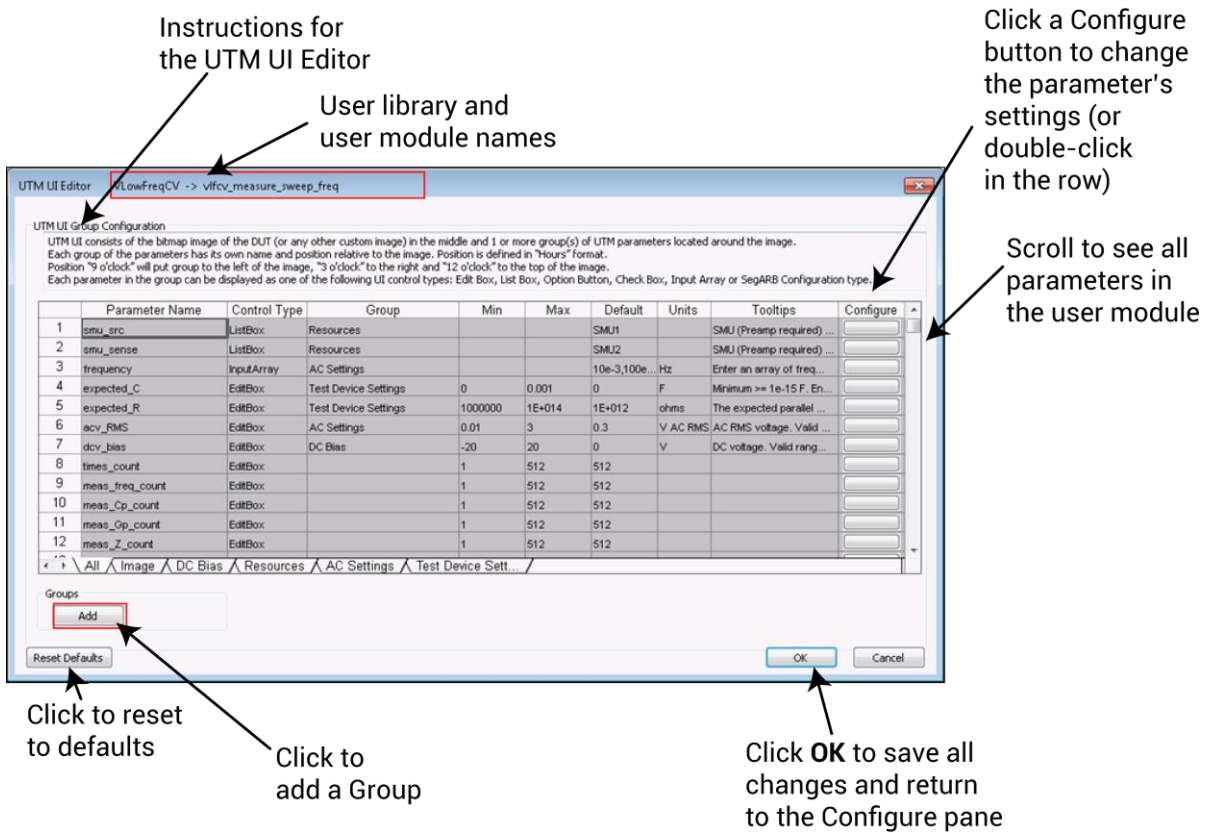 Instructions for
the UTM UI Editor
User library and
user module names
Click a Configure
button to change
the parameter's
settings (or
double-click
in the row)
Scroll to see all
parameters in
the user module
UTM UI Editor VLowFreqCV -> vlfcv_measure_sweep_freq
UTM UI Group Configuration
UTM UI consists of the bitmap image of the DUT (or any other custom image) in the middle and 1 or more group(s) of UTM parameters located around the image.
Each group of the parameters has its own name and position relative to the image. Position is defined in "Hours" format.
Position "9 o'clock" will put group to the left of the image, "3 o'clock" to the right and "12 o'clock" to the top of the image.
Each parameter in the group can be displayed as one of the following UI control types: Edit Box, List Box, Option Button, Check Box, Input Array or SegARB Configuration type.
Parameter Name Control Type Group Min Max Default Units Tooltips Configure
1 smu_src ListBox Resources SMU1 SMU (Preamp required) ...
2 smu_sense ListBox Resources SMU2 SMU (Preamp required) ...
3 frequency InputArray AC Settings 10e-3,100e... Hz Enter an array of freq...
4 expected_C EditBox Test Device Settings 0 0.001 0 F Minimum >= 1e-15 F. En...
5 expected_R EditBox Test Device Settings 1000000 1E+014 1E+012 ohms The expected parallel ...
6 acv_RMS EditBox AC Settings 0.01 3 0.3 V AC RMS AC RMS voltage. Valid ...
7 dcv_bias EditBox DC Bias -20 20 0 V DC voltage. Valid rang...
8 times_count EditBox 1 512 512
9 meas_freq_count EditBox 1 512 512
10 meas_Cp_count EditBox 1 512 512
11 meas_Gp_count EditBox 1 512 512
12 meas_Z_count EditBox 1 512 512
All Image DC Bias Resources AC Settings Test Device Sett...
Groups
Add
Reset Defaults OK Cancel
Click to reset
to defaults
Click to
add a Group
Click OK to save all
changes and return
to the Configure pane